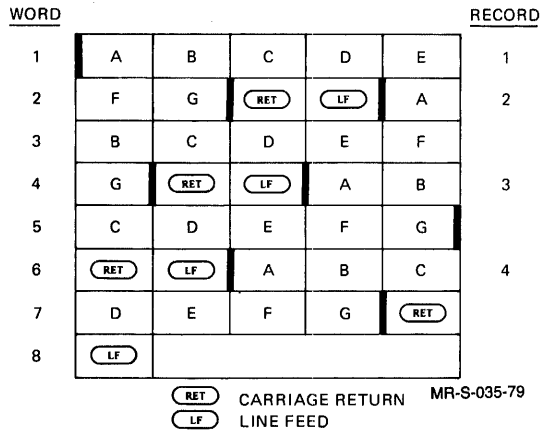 WORD RECORD
1 A B C D E 1
2 F G RET LF A 2
3 B C D E F
4 G RET LF A B 3
5 C D E F G
6 RET LF A B C 4
7 D E F G RET
8 LF
RET CARRIAGE RETURN MR-S-035-79
LF LINE FEED